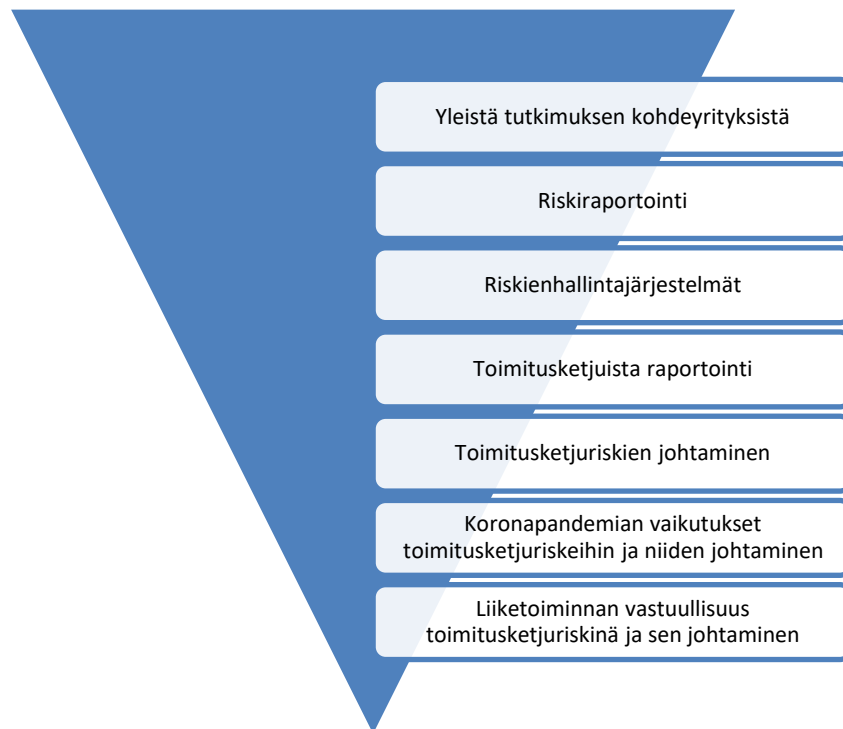 Yleistä tutkimuksen kohdeyrityksistä
Riskiraportointi
Riskienhallintajärjestelmät
Toimitusketjuista raportointi
Toimitusketjuriskien johtaminen
Koronapandemian vaikutukset
toimitusketjuriskeihin ja niiden johtaminen
Liiketoiminnan vastuullisuus
toimitusketjuriskinä ja sen johtaminen